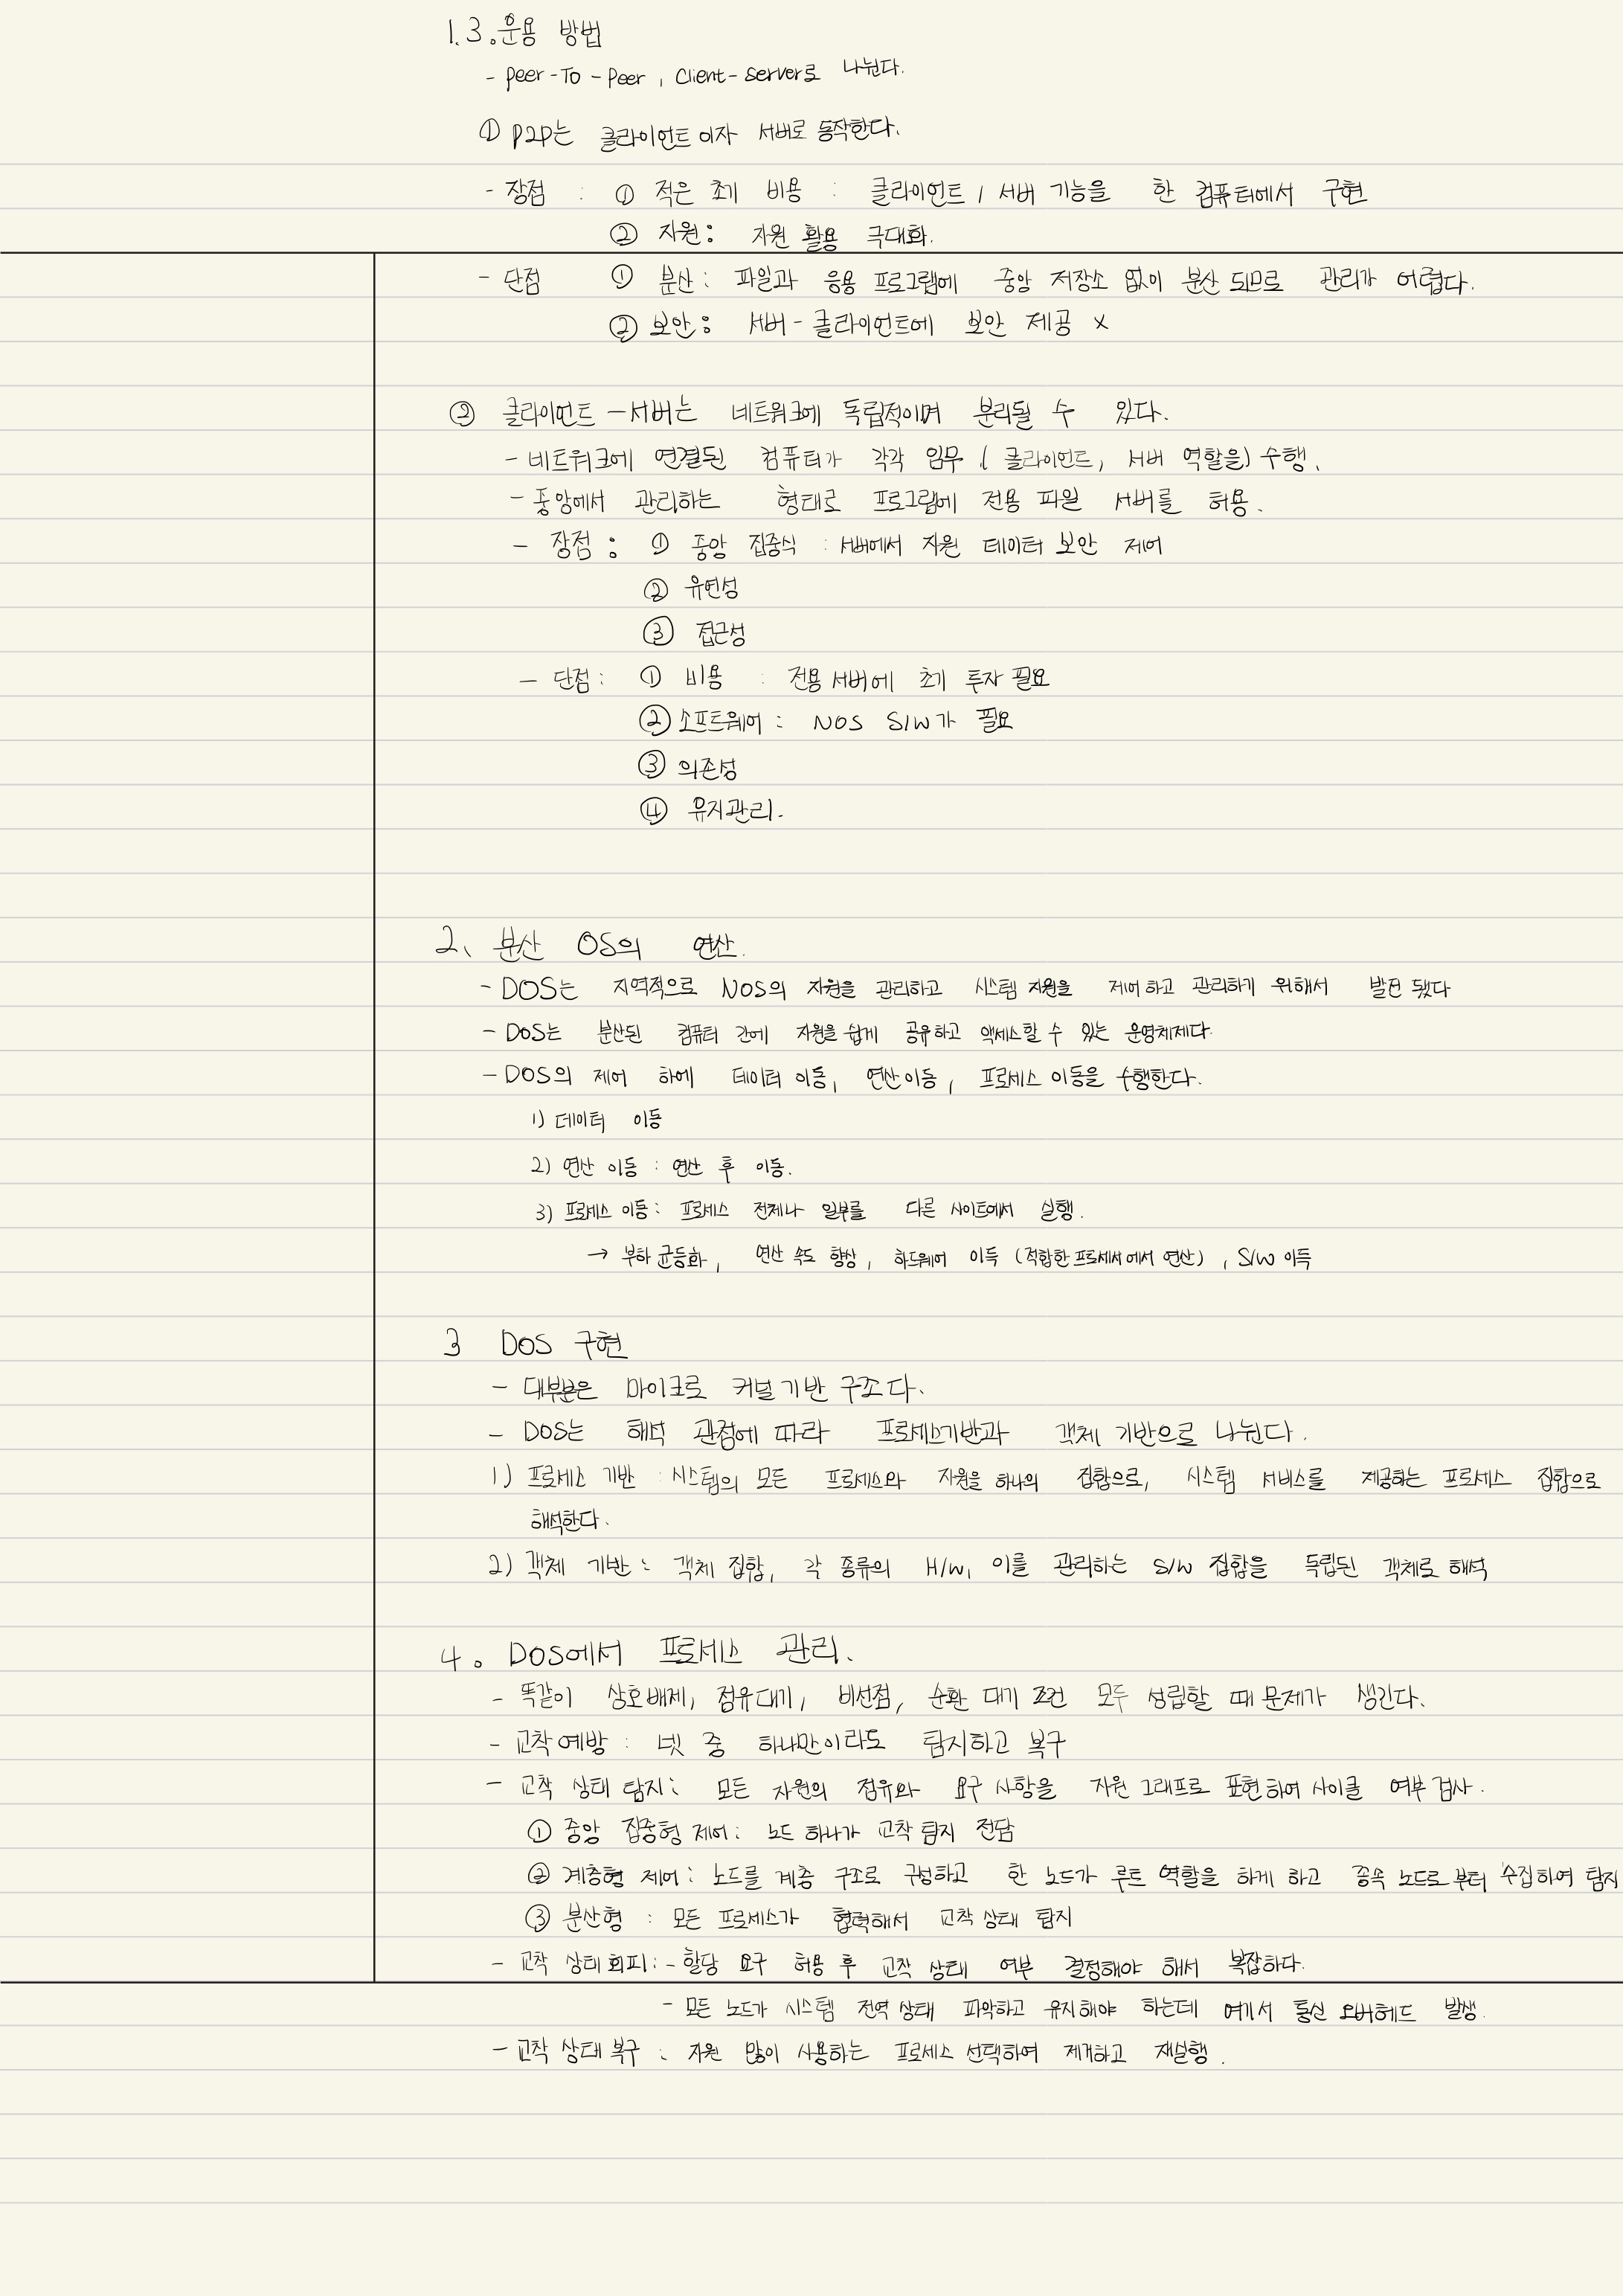 1.3. 운용 방법
- peer-To-Peer, Client-Server로 나뉜다.
① P2P는 클라이언트이자 서버로 동작한다.
- 장점 : ① 적은 초기 비용 : 클라이언트, 서버 기능을 한 컴퓨터에서 구현
② 자원: 자원 활용 극대화.
- 단점 ① 분산: 파일과 응용 프로그램에 중앙 저장소 없이 분산 되므로 관리가 어렵다.
② 보안: 서버-클라이언트에 보안 제공 x
② 클라이언트-서버는 네트워크에 독립적이며 분리될 수 있다.
- 네트워크에 연결된 컴퓨터가 각각 임무 (클라이언트, 서버 역할을) 수행.
- 중앙에서 관리하는 형태로 프로그램에 전용 파일 서버를 허용.
- 장점: ① 중앙 집중식 : 서버에서 자원 데이터 보안 제어
② 유연성
③ 접근성
- 단점: ① 비용 : 전용 서버에 초기 투자 필요
② 소프트웨어: NOS S/W가 필요
③ 의존성
④ 유지관리.
2. 분산 OS의 연산.
- DOS는 지역적으로 NOS의 자원을 관리하고 시스템 자원을 제어하고 관리하기 위해서 발전 됐다
- DOS는 분산된 컴퓨터 간에 자원을 쉽게 공유하고 액세스할 수 있는 운영체제다.
- DOS의 제어 하에 데이터 이동, 연산이동, 프로세스 이동을 수행한다.
1) 데이터 이동
2) 연산 이동 : 연산 후 이동.
3) 프로세스 이동: 프로세스 전체나 일부를 다른 사이트에서 실행.
→ 부하 균등화, 연산 속도 향상, 하드웨어 이득 (적합한 프로세서에서 연산), S/W 이득
3 DOS 구현
- 대부분은 마이크로 커널 기반 구조다.
- DOS는 해석 관점에 따라 프로세스기반과 객체 기반으로 나뉜다.
1) 프로세스 기반 : 시스템의 모든 프로세스와 자원을 하나의 집합으로, 시스템 서비스를 제공하는 프로세스 집합으로
해석한다.
2) 객체 기반: 객체 집합, 각 종류의 H/W, 이를 관리하는 S/W 집합을 독립된 객체로 해석
4. DOS에서 프로세스 관리.
- 똑같이 상호배제, 점유대기, 비선점, 순환 대기 조건 모두 성립할 때 문제가 생긴다.
- 교착 예방 : 넷 중 하나만이라도 탐지하고 복구
- 교착 상태 탐지: 모든 자원의 점유와 요구 사항을 자원 그래프로 표현하여 사이클 여부 검사.
① 중앙 집중형 제어: 노드 하나가 교착 탐지 전담
② 계층형 제어: 노드를 계층 구조로 구성하고 한 노드가 루트 역할을 하게 하고 종속 노드로 부터 수집하여 탐지
③ 분산형 : 모든 프로세스가 협력해서 교착 상태 탐지
- 교착 상태 회피: - 할당 요구 허용 후 교착 상태 여부 결정해야 해서 복잡하다.
- 모든 노드가 시스템 전역 상태 파악하고 유지해야 하는데 여기서 통신 오버헤드 발생.
- 교착 상태 복구 : 자원 많이 사용하는 프로세스 선택하여 제거하고 재실행.